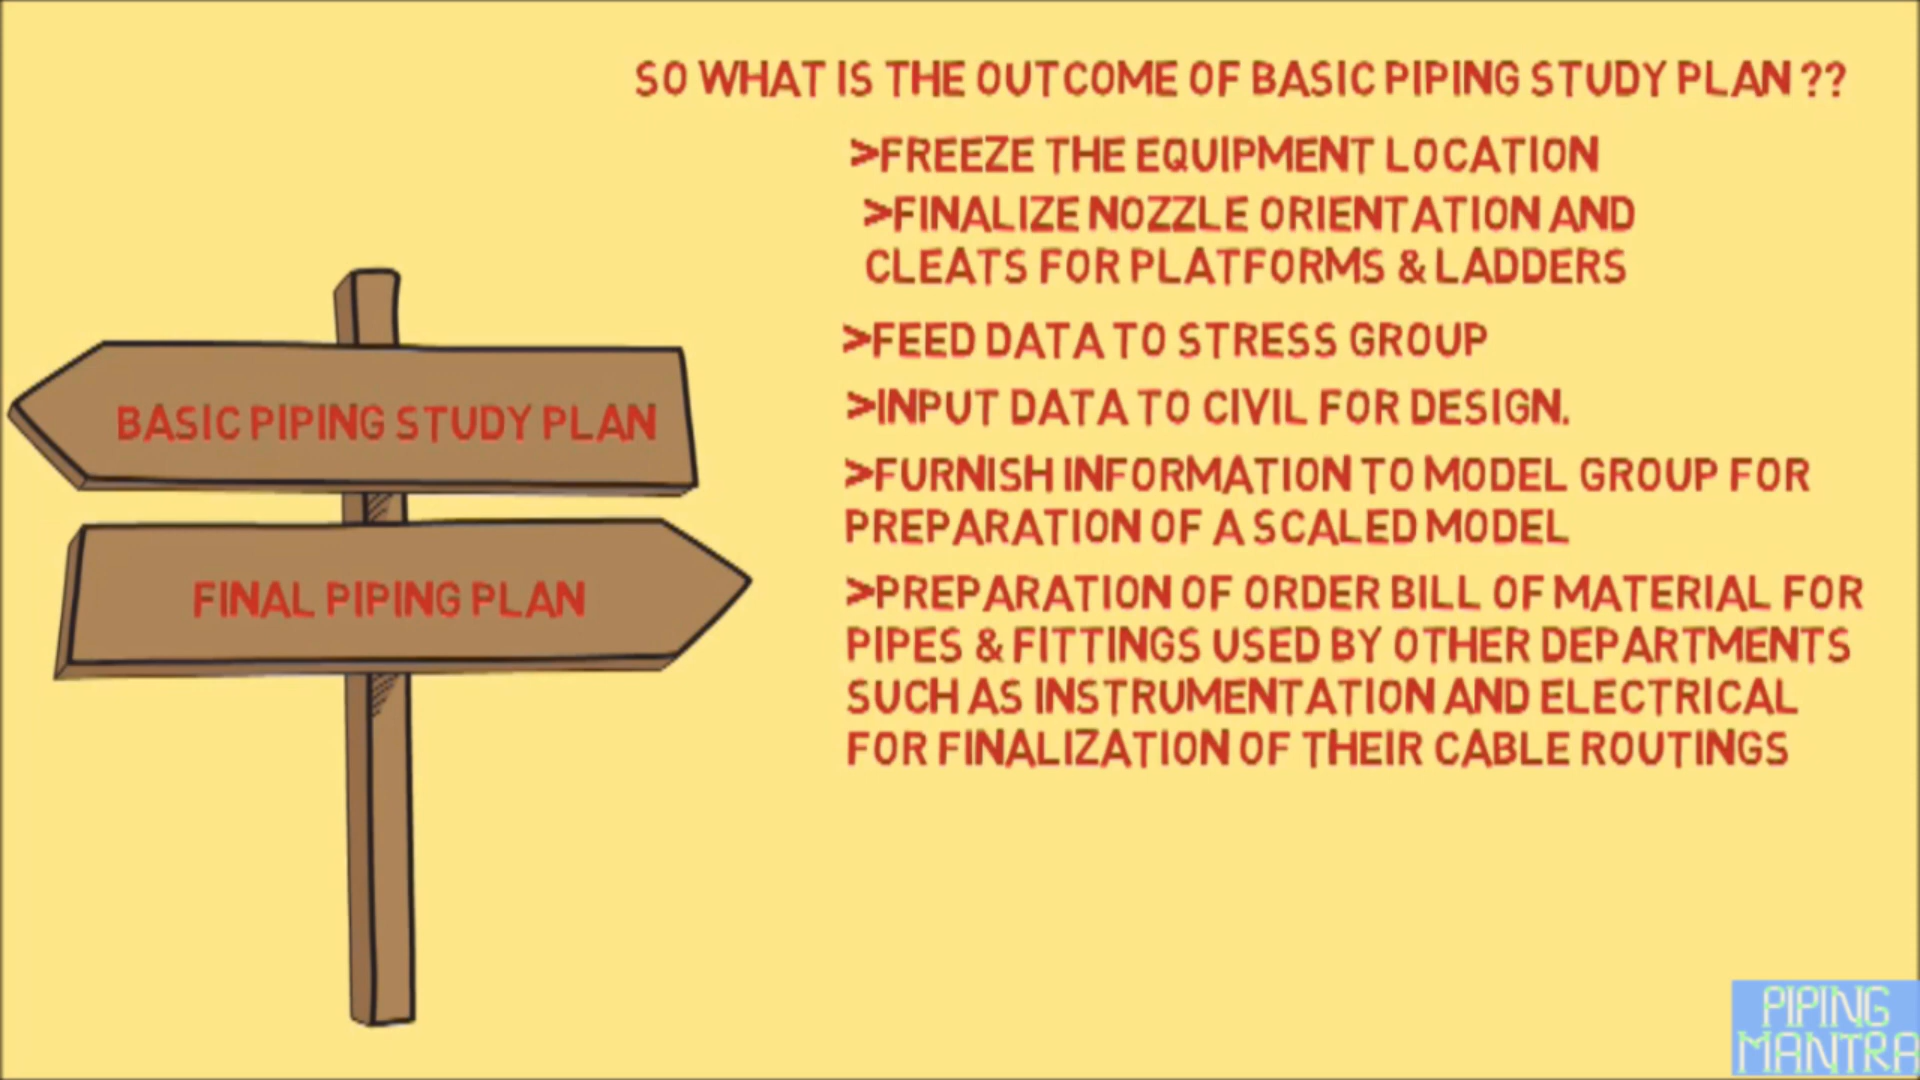 SO WHAT IS THE OUTCOME OF BASIC PIPING STUDY PLAN ??
>FREEZE THE EQUIPMENT LOCATION
>FINALIZE NOZZLE ORIENTATION AND
CLEATS FOR PLATFORMS & LADDERS
>FEED DATA TO STRESS GROUP
>INPUT DATA TO CIVIL FOR DESIGN.
>FURNISH INFORMATION TO MODEL GROUP FOR
PREPARATION OF A SCALED MODEL
>PREPARATION OF ORDER BILL OF MATERIAL FOR
PIPES & FITTINGS USED BY OTHER DEPARTMENTS
SUCH AS INSTRUMENTATION AND ELECTRICAL
FOR FINALIZATION OF THEIR CABLE ROUTINGS
BASIC PIPING STUDY PLAN
FINAL PIPING PLAN
PIPING
MANTRA